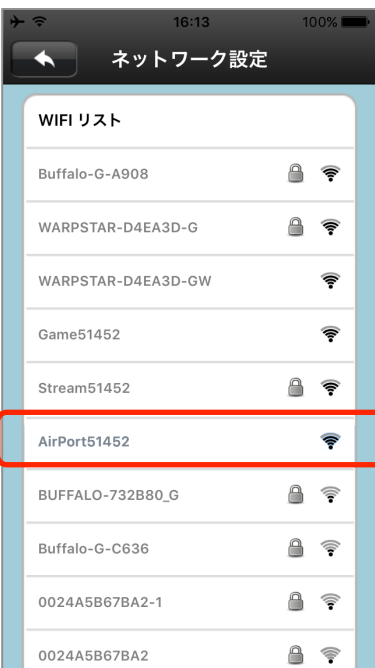 16:13
100%
ネットワーク設定
WIFI リスト
Buffalo-G-A908
WARPSTAR-D4EA3D-G
WARPSTAR-D4EA3D-GW
Game51452
Stream51452
AirPort51452
BUFFALO-732B80_G
Buffalo-G-C636
0024A5B67BA2-1
0024A5B67BA2